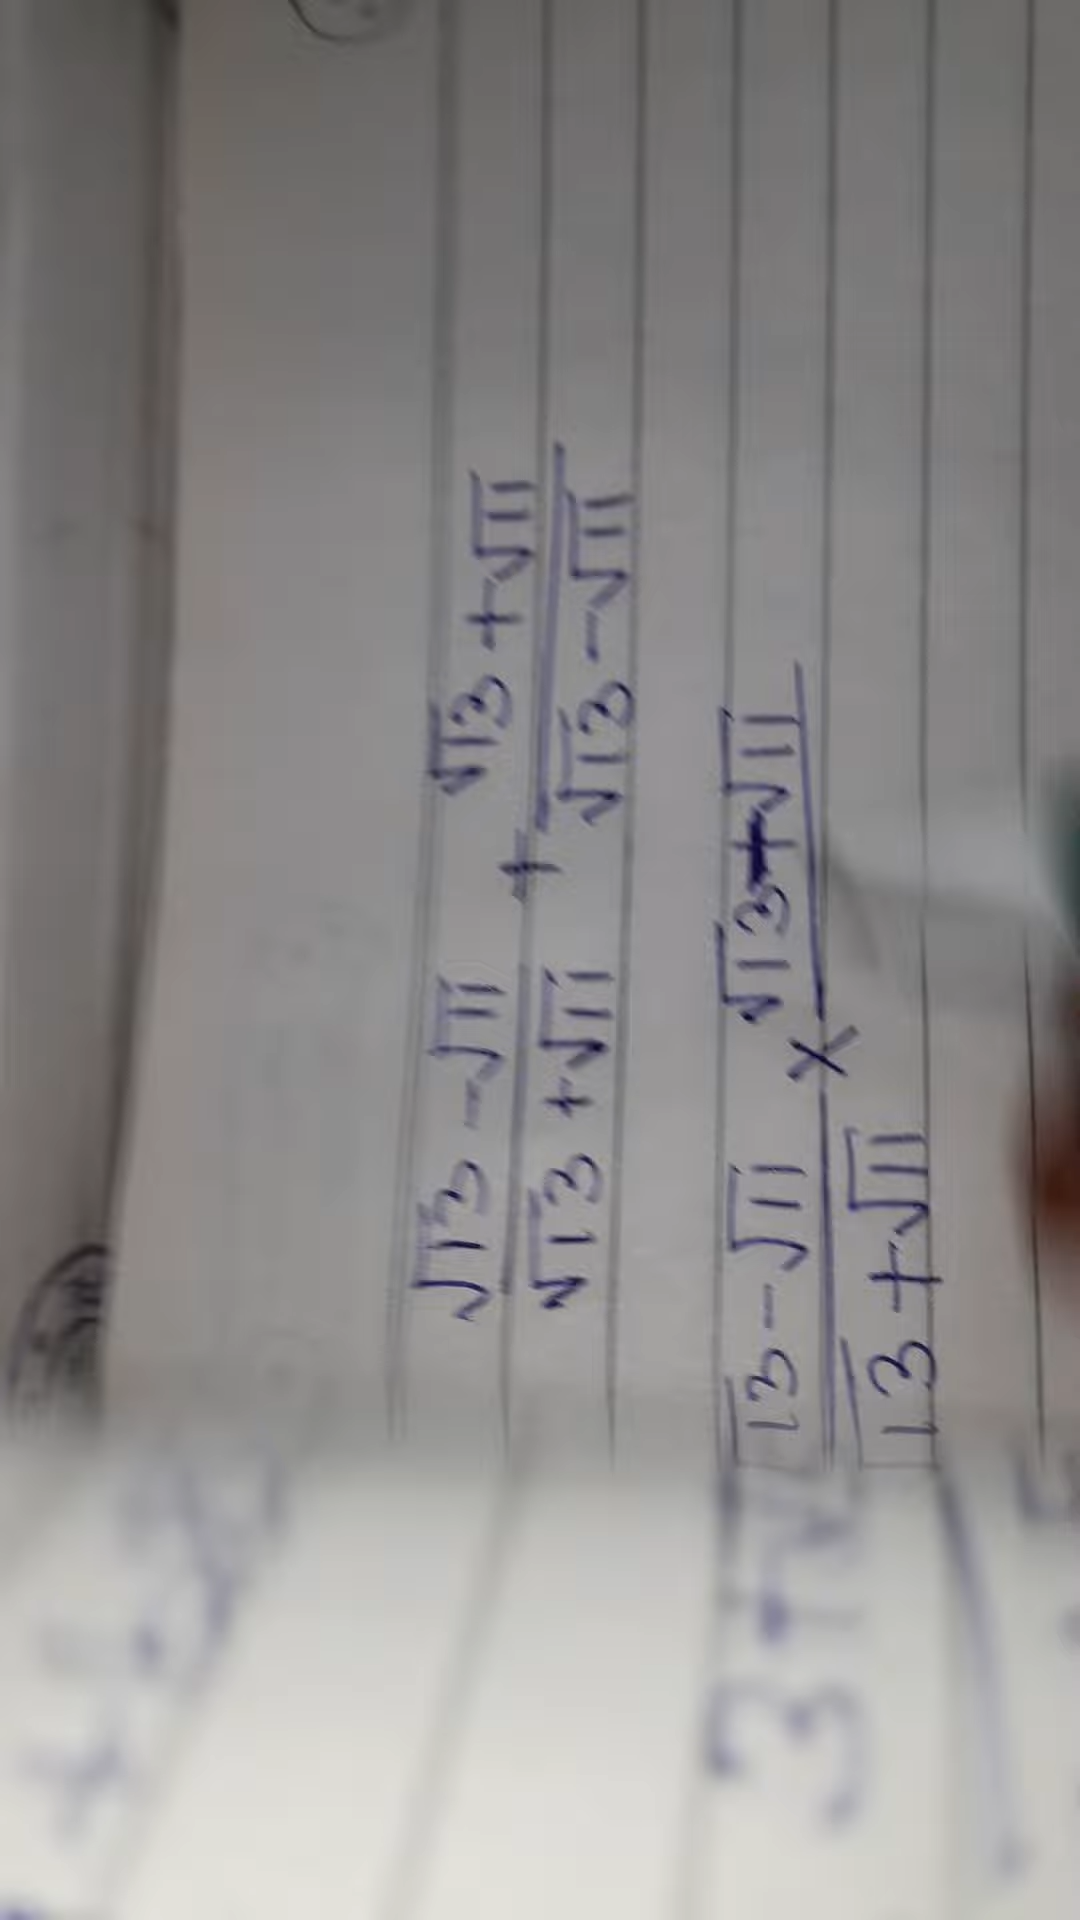 √13 - √11 / √13 + √11 + √13 + √11 / √13 - √11
√13 - √11 / √13 + √11 × √13 + √11